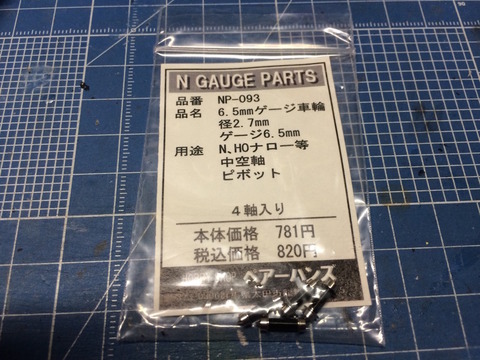 N GAUGE PARTS
品番 NP-093
品名 6.5mmゲージ車輪
径2.7mm
ゲージ6.5mm
用途 N、HOナロー等
中空軸
ピボット
4軸入り
本体価格 781円
税込価格 820円
ベアーハンズ